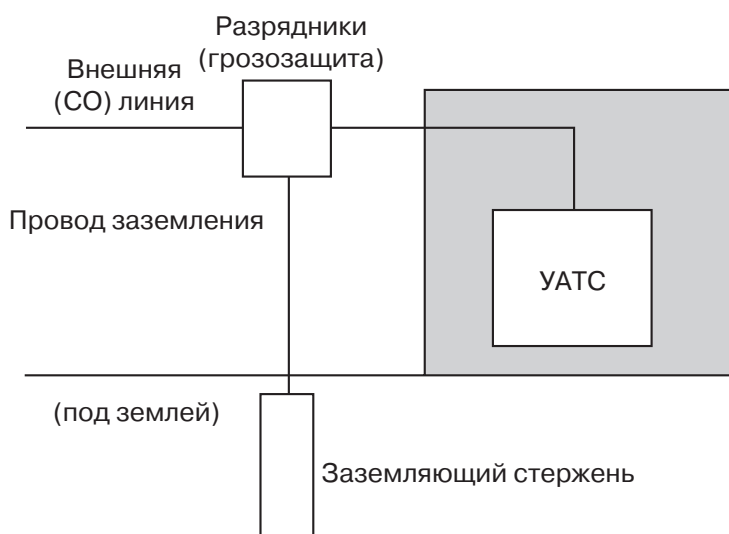 Разрядники
(грозозащита)
Внешняя
(CO) линия
Провод заземления
УАТС
(под землей)
Заземляющий стержень